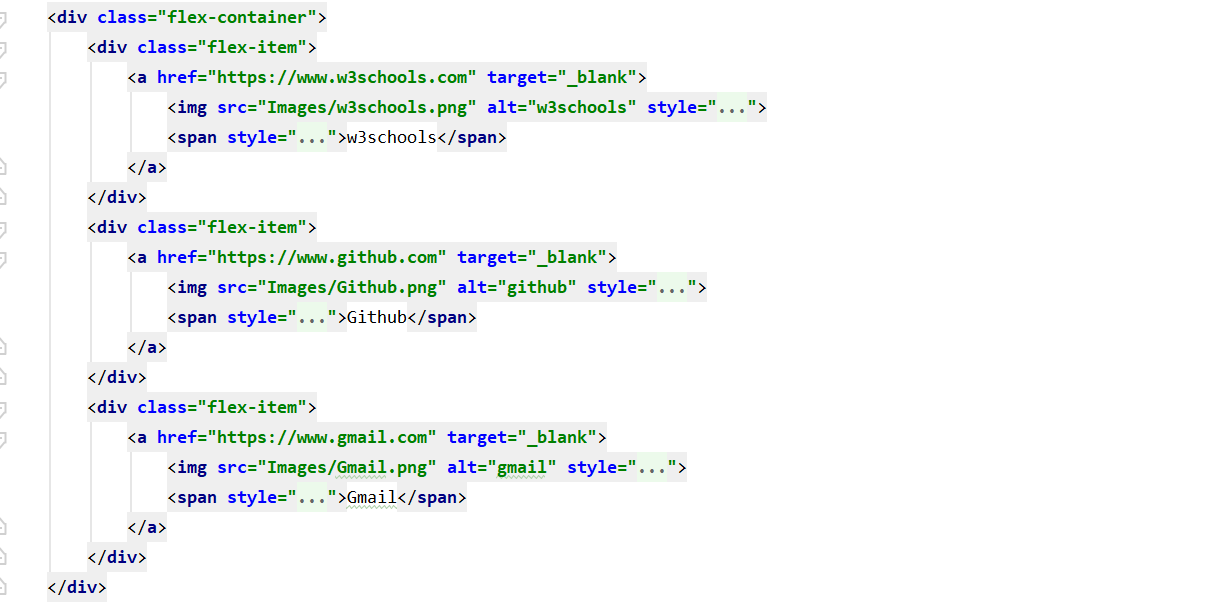 <div class="flex-container">
<div class="flex-item">
<a href="https://www.w3schools.com" target="_blank">
<img src="Images/w3schools.png" alt="w3schools" style="...">
<span style="...">w3schools</span>
</a>
</div>
<div class="flex-item">
<a href="https://www.github.com" target="_blank">
<img src="Images/Github.png" alt="github" style="...">
<span style="...">Github</span>
</a>
</div>
<div class="flex-item">
<a href="https://www.gmail.com" target="_blank">
<img src="Images/Gmail.png" alt="gmail" style="...">
<span style="...">Gmail</span>
</a>
</div>
</div>